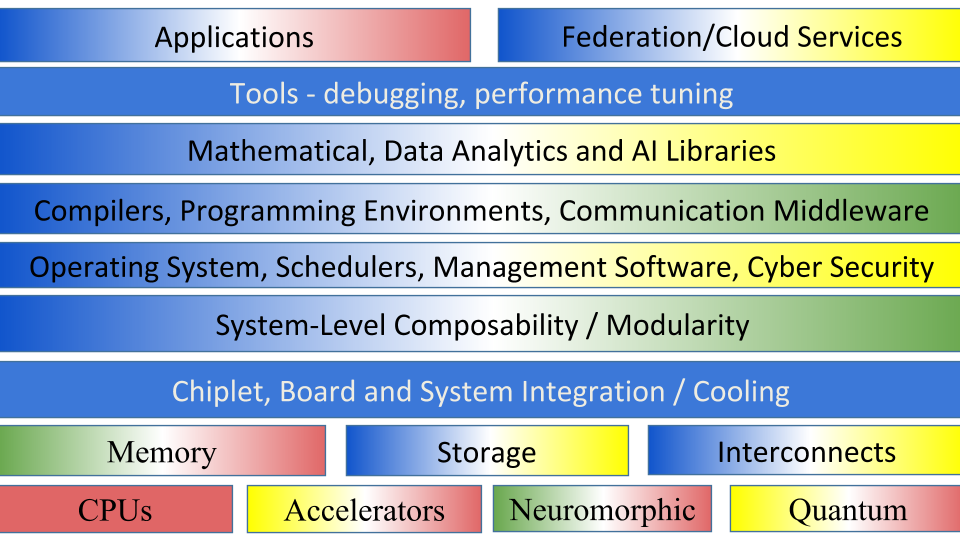 Applications
Federation/Cloud Services
Tools - debugging, performance tuning
Mathematical, Data Analytics and AI Libraries
Compilers, Programming Environments, Communication Middleware
Operating System, Schedulers, Management Software, Cyber Security
System-Level Composability / Modularity
Chiplet, Board and System Integration / Cooling
Memory
Storage
Interconnects
CPUs
Accelerators
Neuromorphic
Quantum